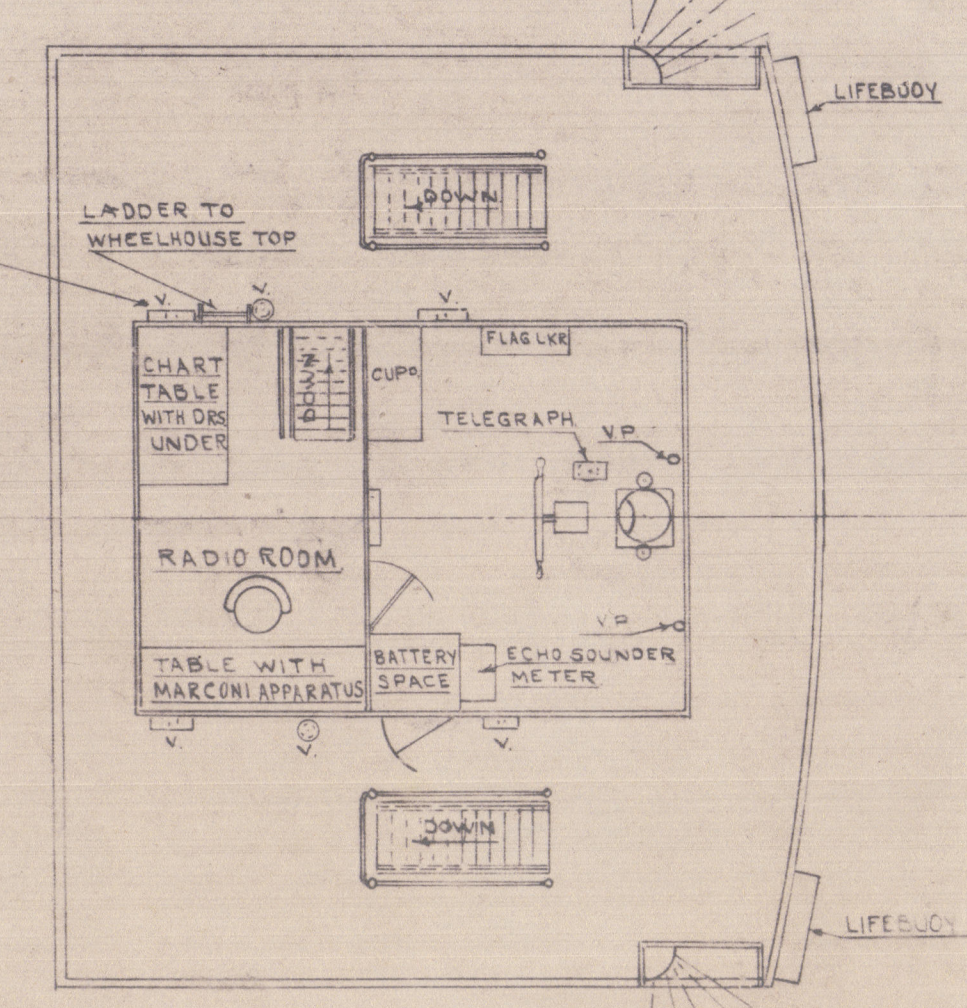 LIFEBUOY
DOWN
LADDER TO
WHEELHOUSE TOP
V.
V.
V.
CHART
TABLE
WITH DRS
UNDER
DOWN
CUPD.
FLAG LKR
TELEGRAPH
V.P.
RADIO ROOM
V.P.
TABLE WITH
MARCONI APPARATUS
BATTERY
SPACE
ECHO SOUNDER
METER
V.
V.
V.
DOWN
LIFEBUOY